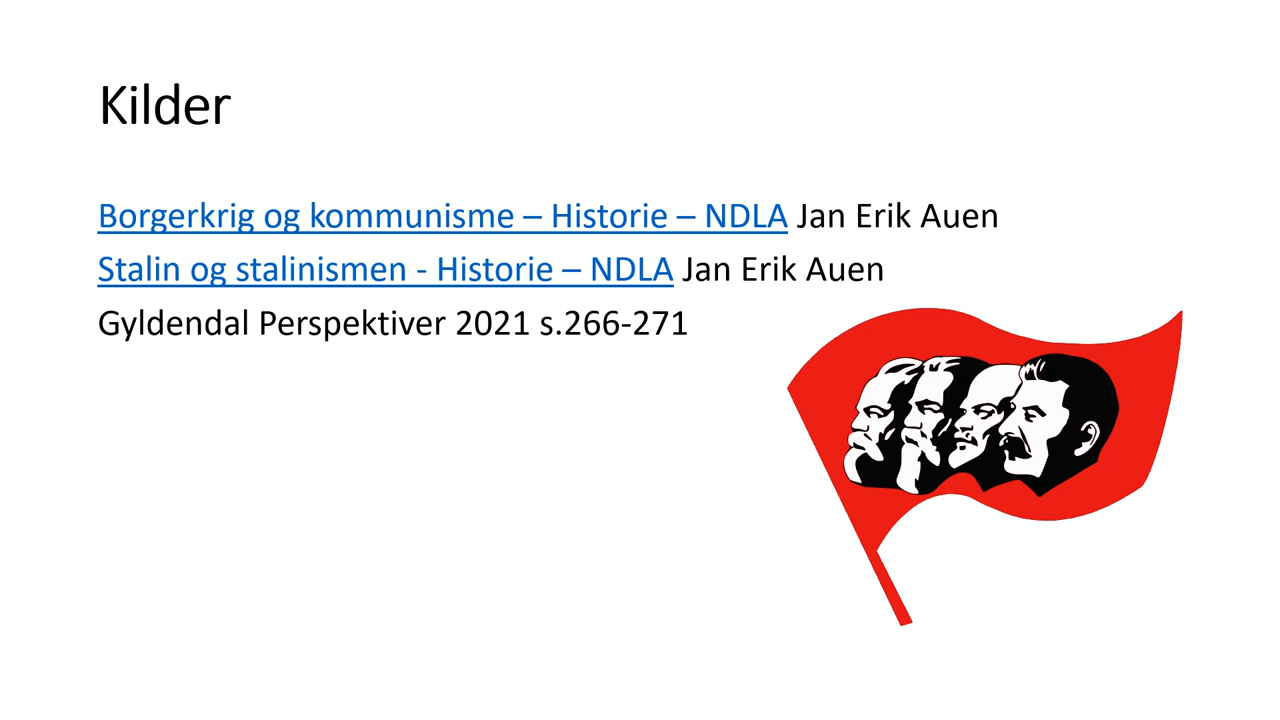 Kilder
Borgerkrig og kommunisme – Historie – NDLA Jan Erik Auen
Stalin og stalinismen - Historie – NDLA Jan Erik Auen
Gyldendal Perspektiver 2021 s.266-271